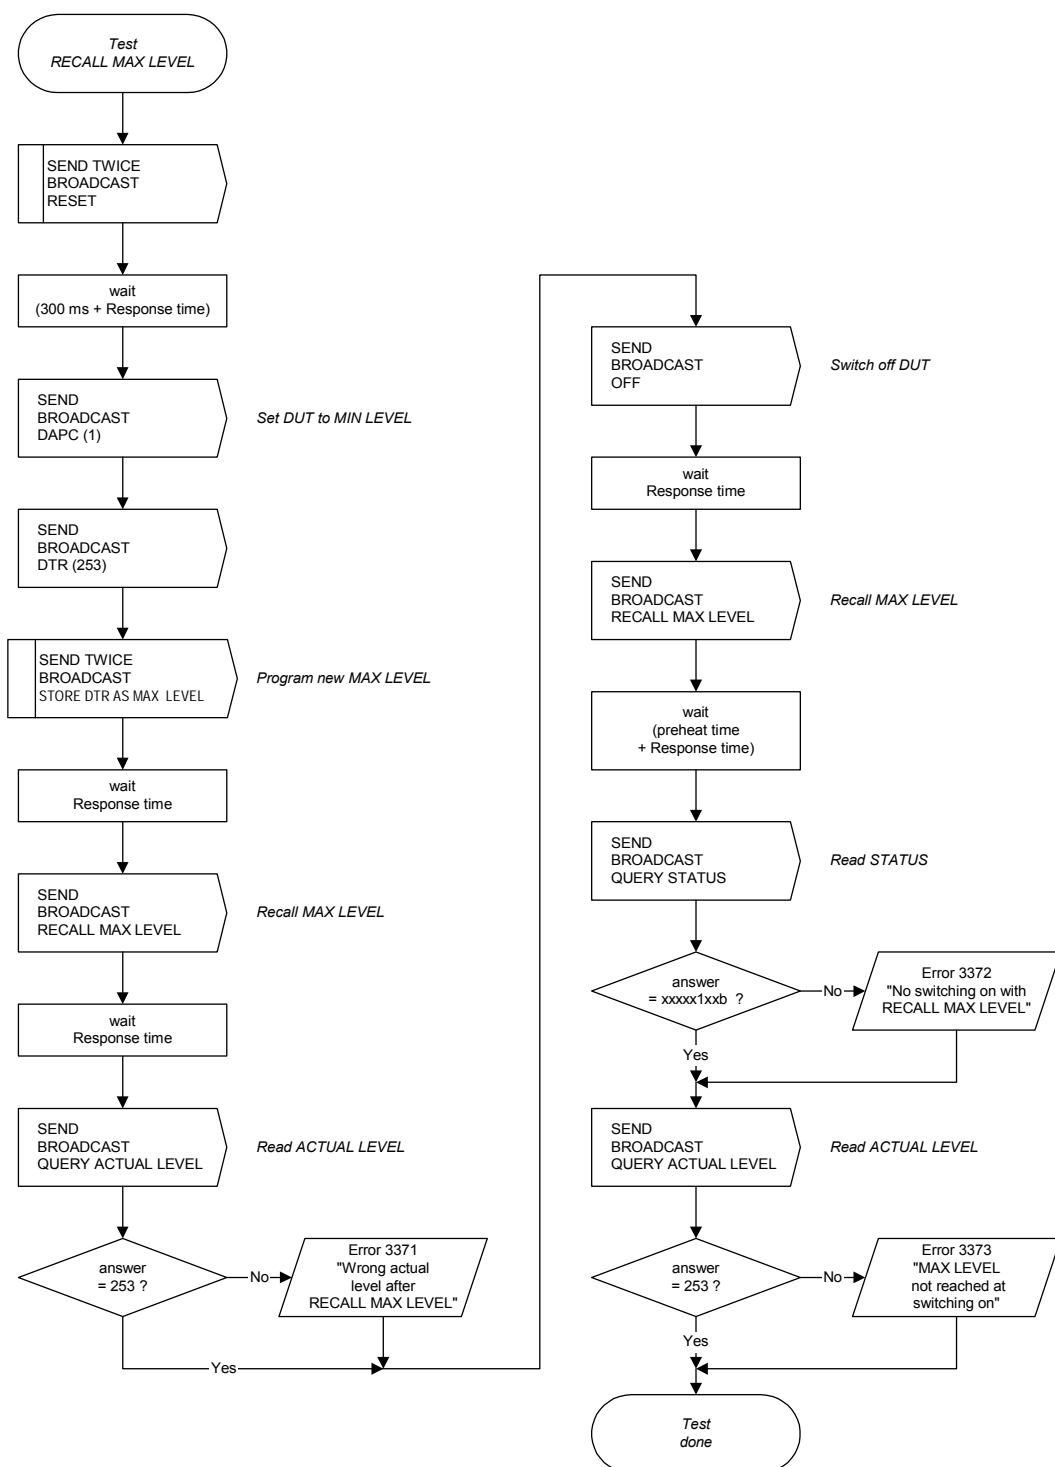 Test
RECALL MAX LEVEL
SEND TWICE
BROADCAST
RESET
wait
(300 ms + Response time)
SEND
BROADCAST
DAPC (1)
Set DUT to MIN LEVEL
SEND
BROADCAST
DTR (253)
SEND TWICE
BROADCAST
STORE DTR AS MAX LEVEL
Program new MAX LEVEL
wait
Response time
SEND
BROADCAST
RECALL MAX LEVEL
Recall MAX LEVEL
wait
Response time
SEND
BROADCAST
QUERY ACTUAL LEVEL
Read ACTUAL LEVEL
answer
= 253 ?
No
Error 3371
"Wrong actual
level after
RECALL MAX LEVEL"
Yes
SEND
BROADCAST
OFF
Switch off DUT
wait
Response time
SEND
BROADCAST
RECALL MAX LEVEL
Recall MAX LEVEL
wait
(preheat time
+ Response time)
SEND
BROADCAST
QUERY STATUS
Read STATUS
answer
= xxxxx1xxb ?
No
Error 3372
"No switching on with
RECALL MAX LEVEL"
Yes
SEND
BROADCAST
QUERY ACTUAL LEVEL
Read ACTUAL LEVEL
answer
= 253 ?
No
Error 3373
"MAX LEVEL
not reached at
switching on"
Yes
Test
done